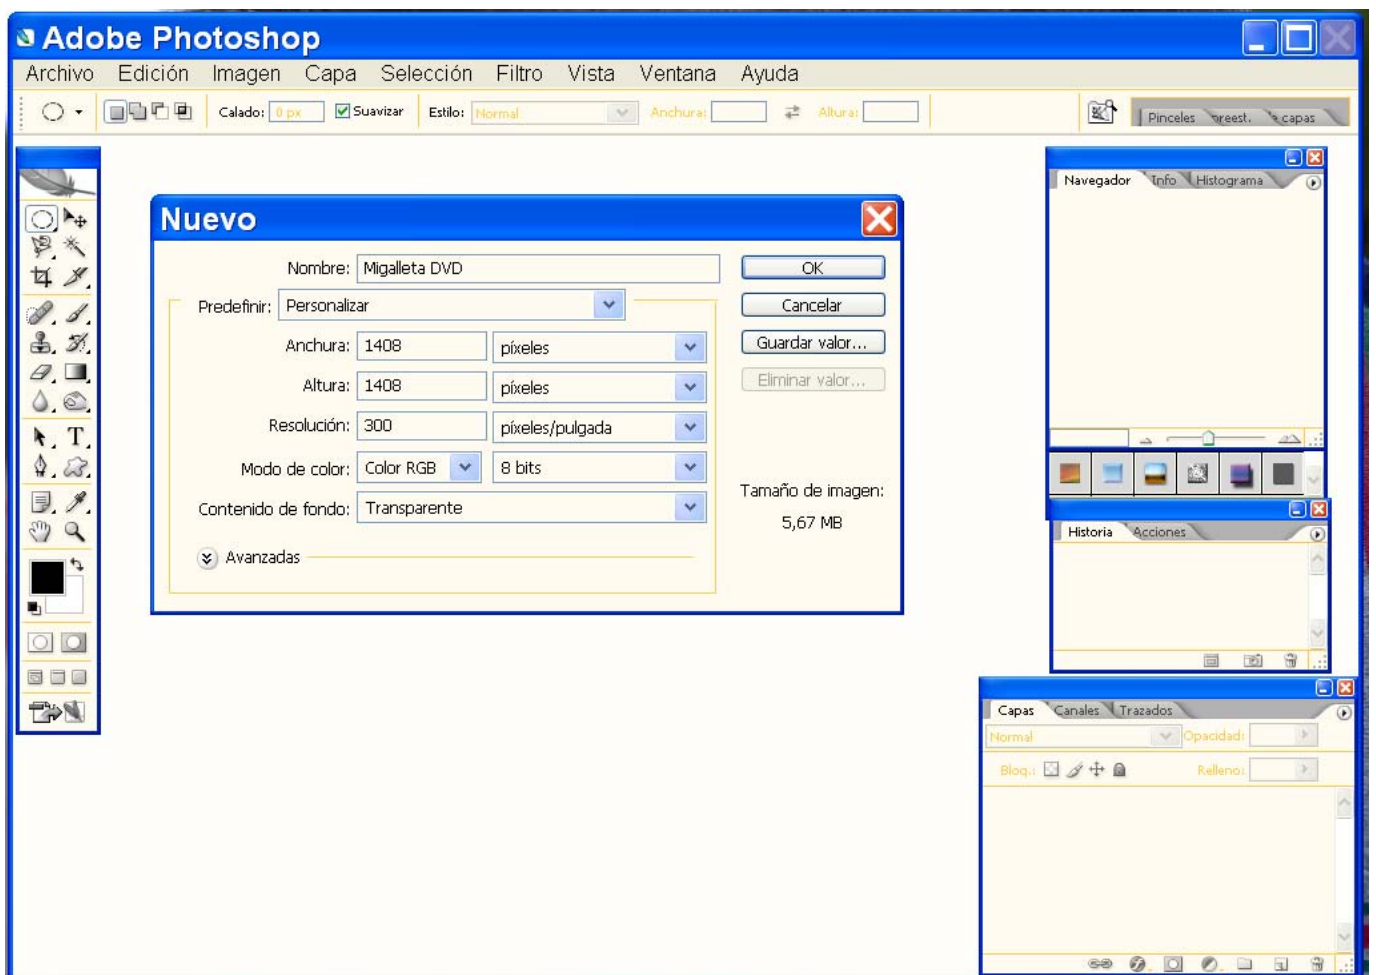 Adobe Photoshop
Archivo Edición Imagen Capa Selección Filtro Vista Ventana Ayuda
Calado: 0 px Suavizar Estilo: Normal Anchura: Altura: Pinceles preest. capas
Navegador Info Histograma
Nuevo
Nombre: Migalleta DVD OK
Predefinir: Personalizar Cancelar
Anchura: 1408 píxeles Guardar valor...
Altura: 1408 píxeles Eliminar valor...
Resolución: 300 píxeles/pulgada
Modo de color: Color RGB 8 bits
Contenido de fondo: Transparente
Tamaño de imagen:
5,67 MB
Avanzadas
T
Historia Acciones
Capas Canales Trazados
Normal Opacidad:
Bloq.: Relleno: